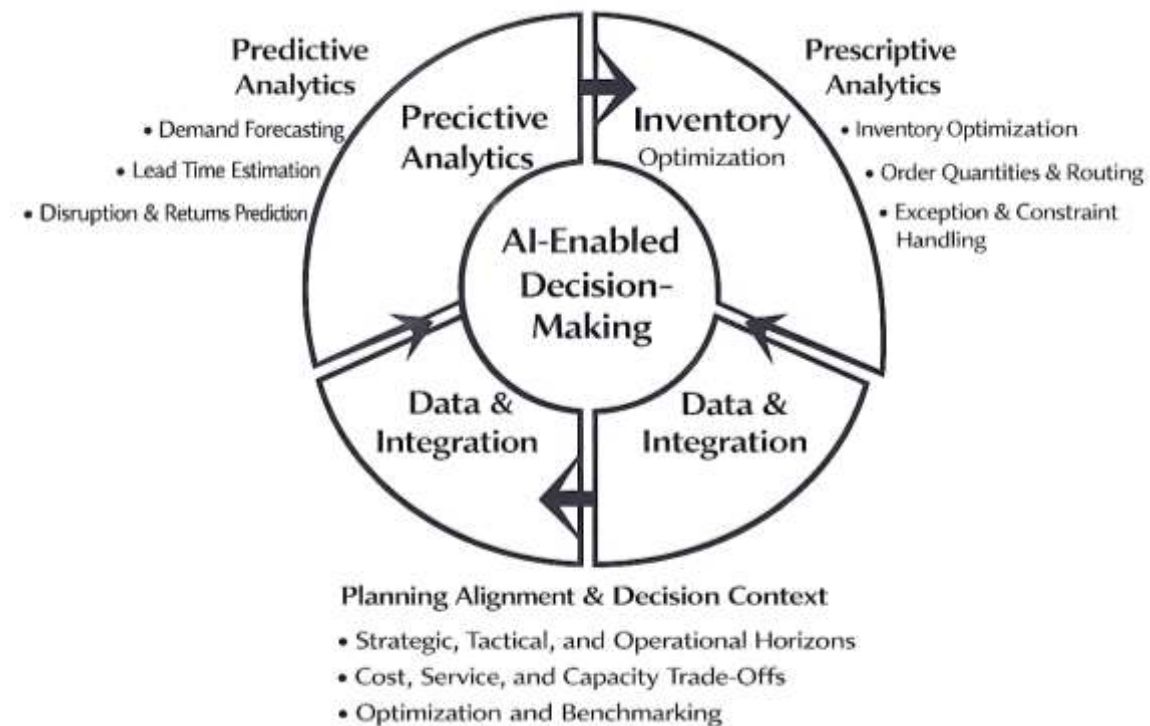 Predictive
Analytics
• Demand Forecasting
• Lead Time Estimation
• Disruption & Returns Prediction
Precictive
Analytics
Inventory
Optimization
Prescriptive
Analytics
• Inventory Optimization
• Order Quantities & Routing
• Exception & Constraint
Handling
AI-Enabled
Decision-
Making
Data &
Integration
Data &
Integration
Planning Alignment & Decision Context
• Strategic, Tactical, and Operational Horizons
• Cost, Service, and Capacity Trade-Offs
• Optimization and Benchmarking